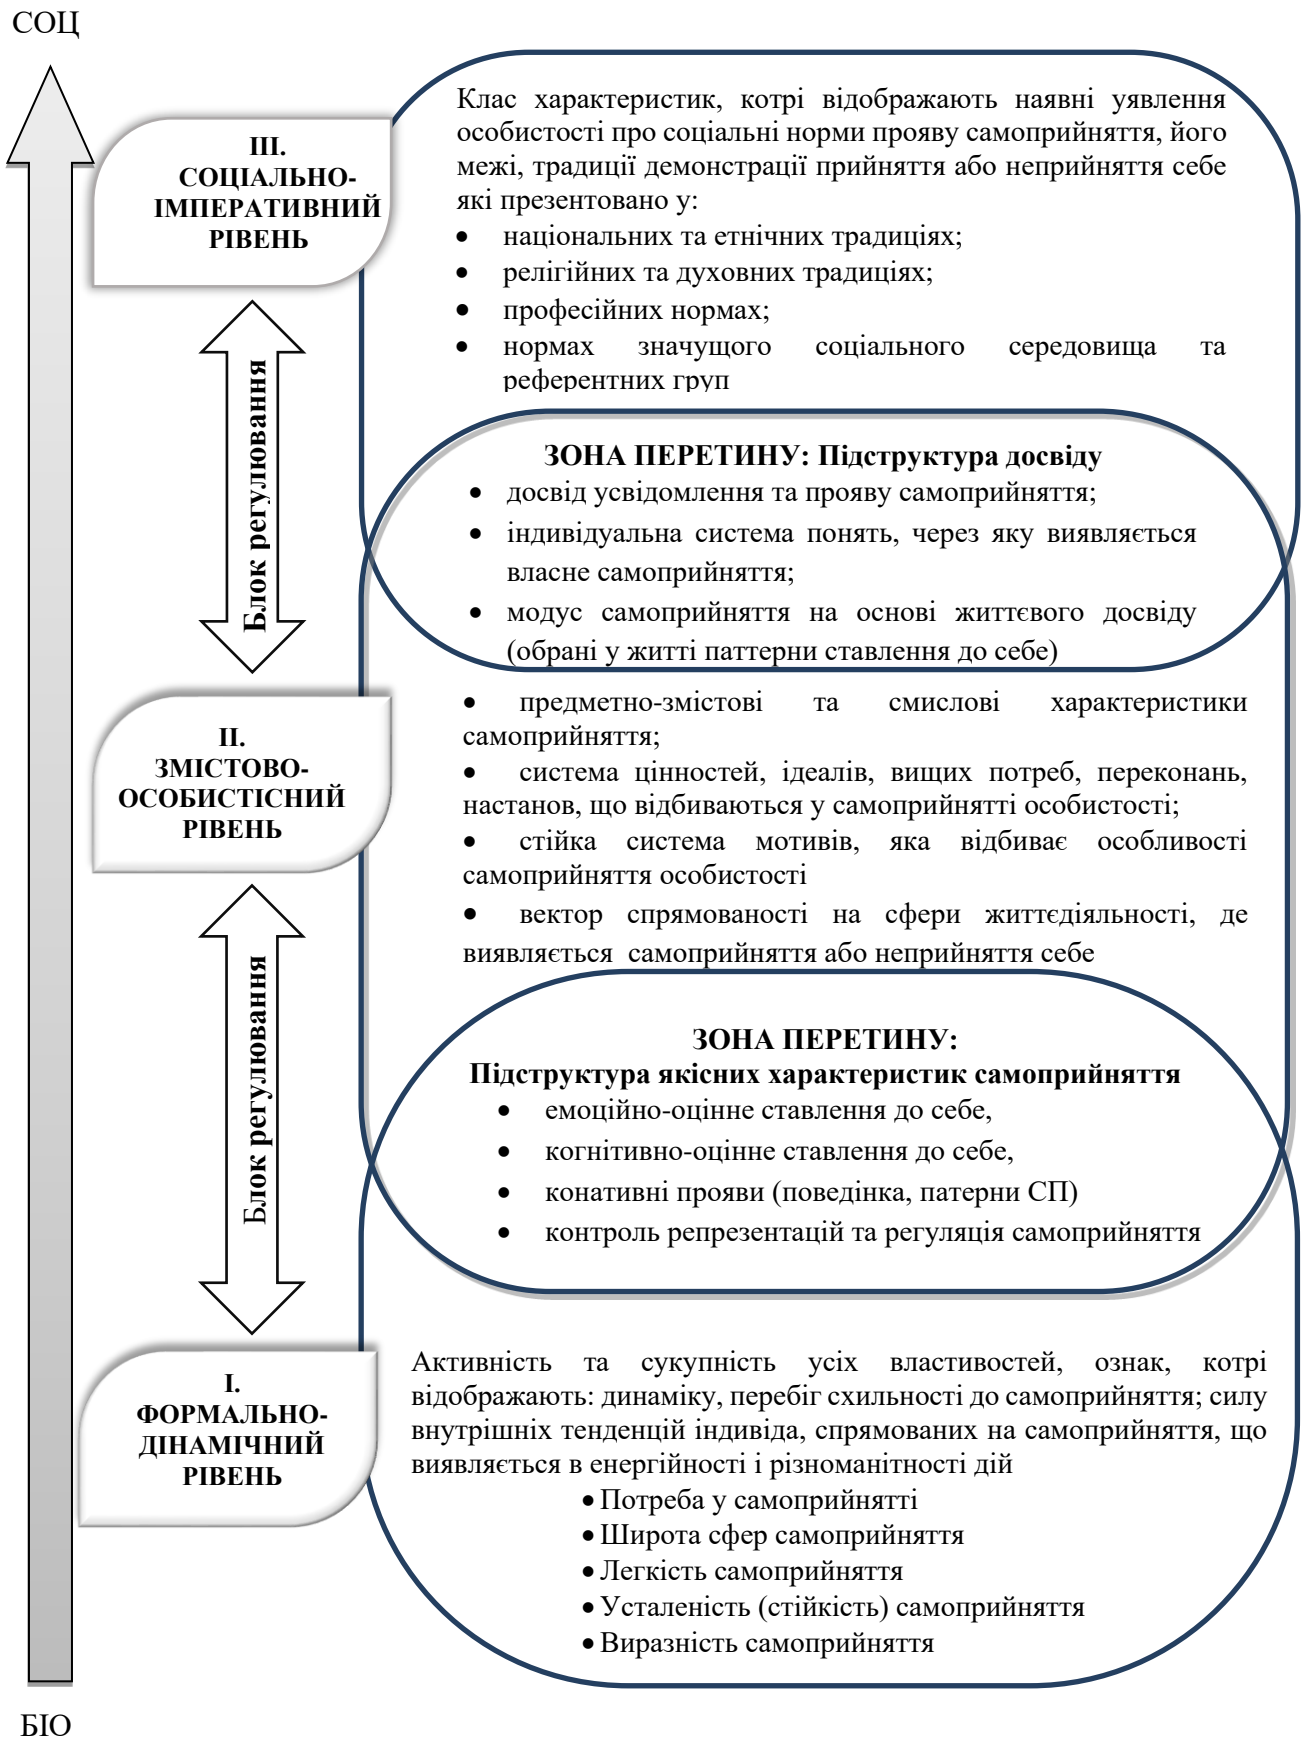 СОЦ
III.
СОЦІАЛЬНО-
ІМПЕРАТИВНИЙ
РІВЕНЬ
Клас характеристик, котрі відображають наявні уявлення
особистості про соціальні норми прояву самоприйняття, його
межі, традиції демонстрації прийняття або неприйняття себе
які презентовано у:
• національних та етнічних традиціях;
• релігійних та духовних традиціях;
• професійних нормах;
• нормах значущого соціального середовища та
референтних груп
Блок регулювання
ЗОНА ПЕРЕТИНУ: Підструктура досвіду
• досвід усвідомлення та прояву самоприйняття;
• індивідуальна система понять, через яку виявляється
власне самоприйняття;
• модус самоприйняття на основі життєвого досвіду
(обрані у житті паттерни ставлення до себе)
II.
ЗМІСТОВО-
ОСОБИСТІСНИЙ
РІВЕНЬ
• предметно-змістові та смислові характеристики
самоприйняття;
• система цінностей, ідеалів, вищих потреб, переконань,
настанов, що відбиваються у самоприйнятті особистості;
• стійка система мотивів, яка відбиває особливості
самоприйняття особистості
• вектор спрямованості на сфери життєдіяльності, де
виявляється самоприйняття або неприйняття себе
Блок регулювання
ЗОНА ПЕРЕТИНУ:
Підструктура якісних характеристик самоприйняття
• емоційно-оцінне ставлення до себе,
• когнітивно-оцінне ставлення до себе,
• конативні прояви (поведінка, патерни СП)
• контроль репрезентацій та регуляція самоприйняття
I.
ФОРМАЛЬНО-
ДІНАМІЧНИЙ
РІВЕНЬ
Активність та сукупність усіх властивостей, ознак, котрі
відображають: динаміку, перебіг схильності до самоприйняття; силу
внутрішніх тенденцій індивіда, спрямованих на самоприйняття, що
виявляється в енергійності і різноманітності дій
• Потреба у самоприйнятті
• Широта сфер самоприйняття
• Легкість самоприйняття
• Усталеність (стійкість) самоприйняття
• Виразність самоприйняття
БІО